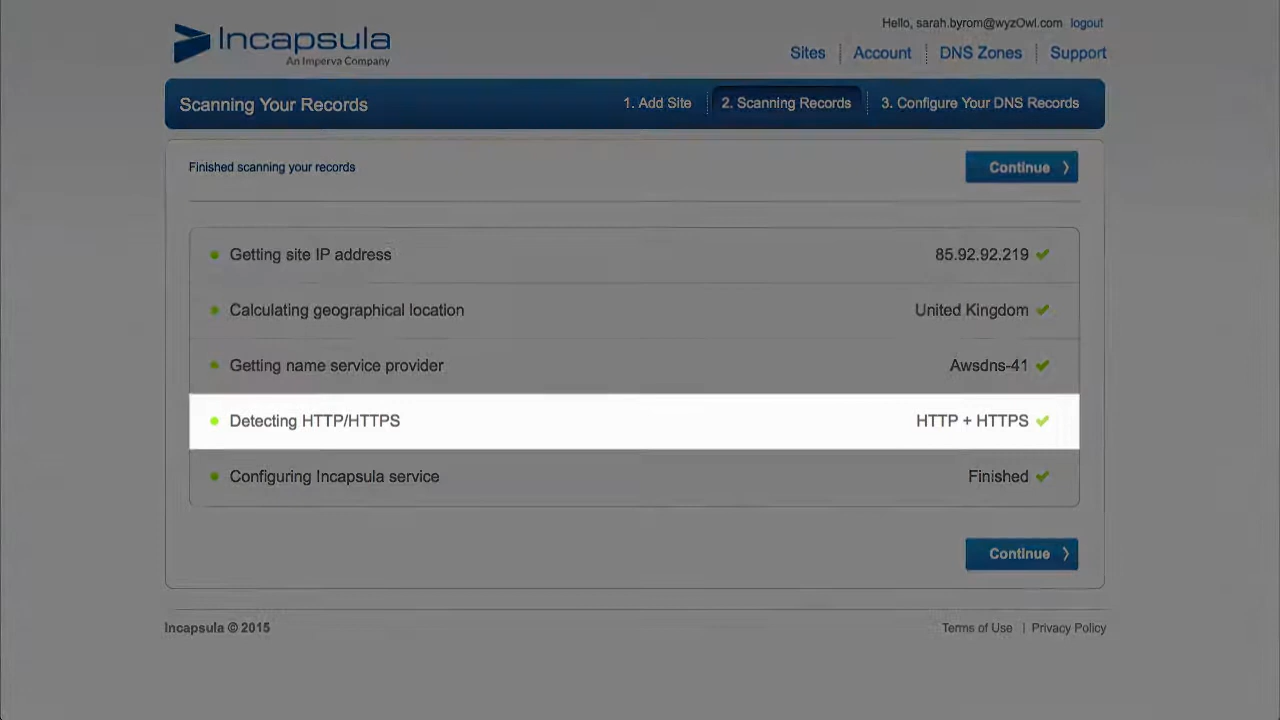 Hello, sarah.byrom@wyzOwl.com logout
Incapsula
An Imperva Company
Sites Account DNS Zones Support
Scanning Your Records 1. Add Site 2. Scanning Records 3. Configure Your DNS Records
Finished scanning your records Continue
Getting site IP address 85.92.92.219
Calculating geographical location United Kingdom
Getting name service provider Awsdns-41
Detecting HTTP/HTTPS HTTP + HTTPS
Configuring Incapsula service Finished
Continue
Incapsula © 2015 Terms of Use | Privacy Policy